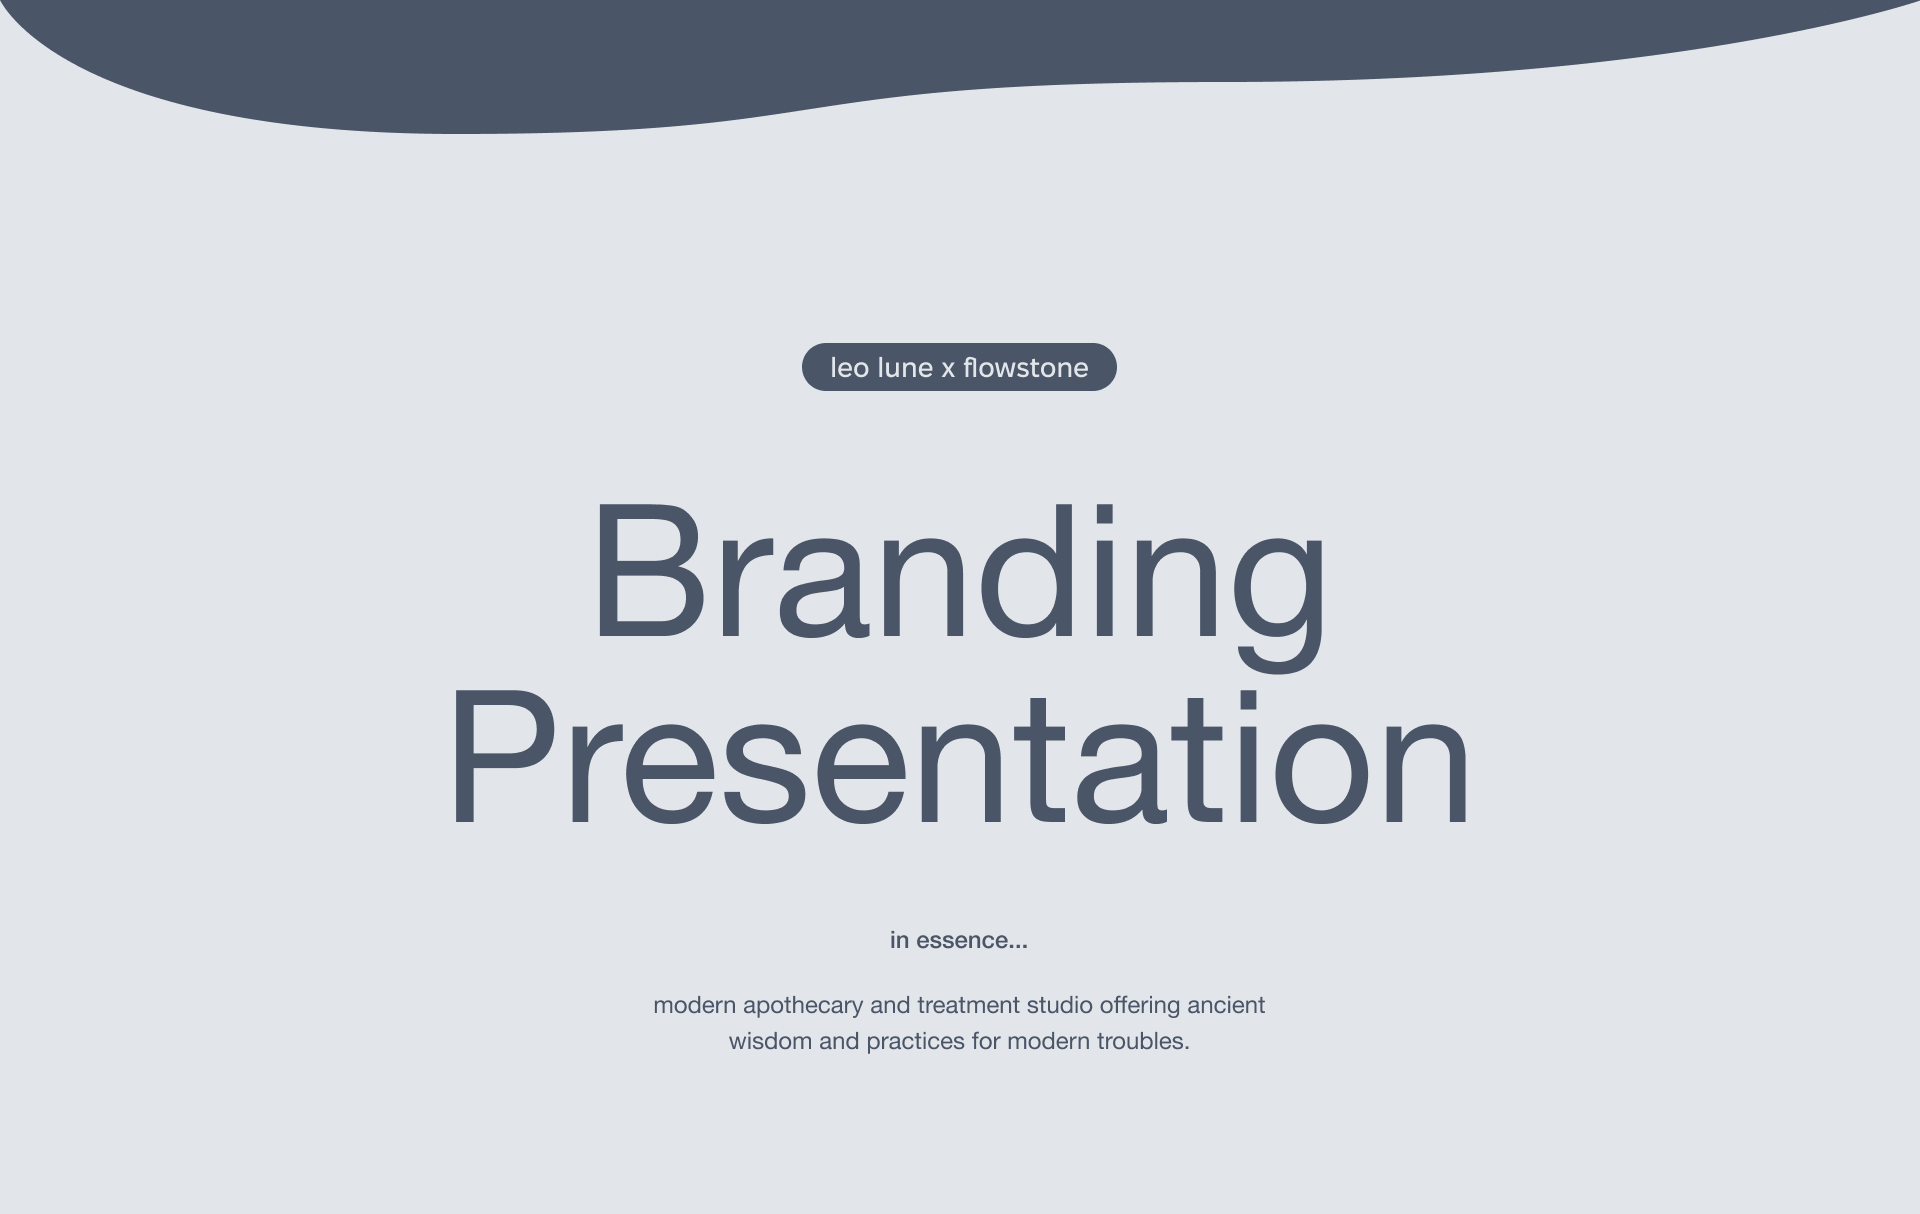 leo lune x flowstone
Branding
Presentation
in essence...
modern apothecary and treatment studio offering ancient
wisdom and practices for modern troubles.